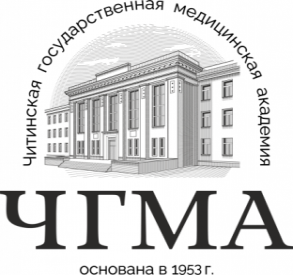 Читинская государственная медицинская академия
ЧГМА
основана в 1953 г.